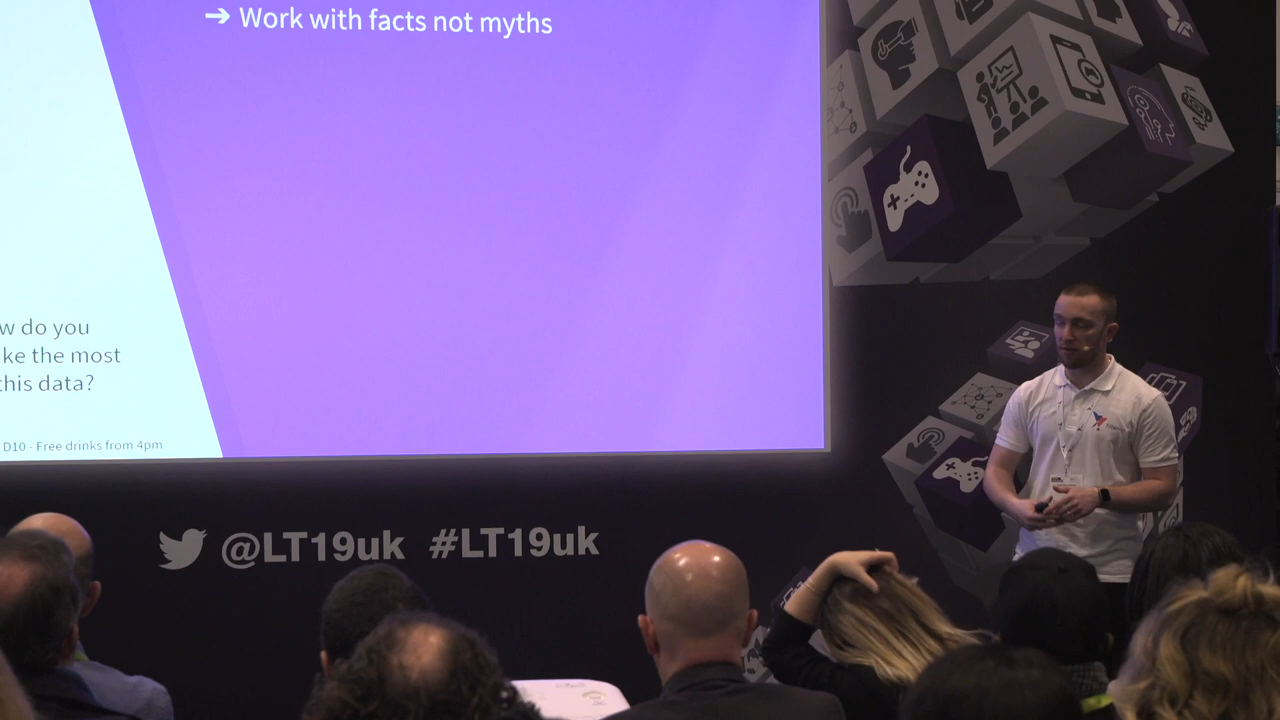 ➔ Work with facts not myths
w do you
ke the most
this data?
D10 - Free drinks from 4pm
@LT19uk #LT19uk